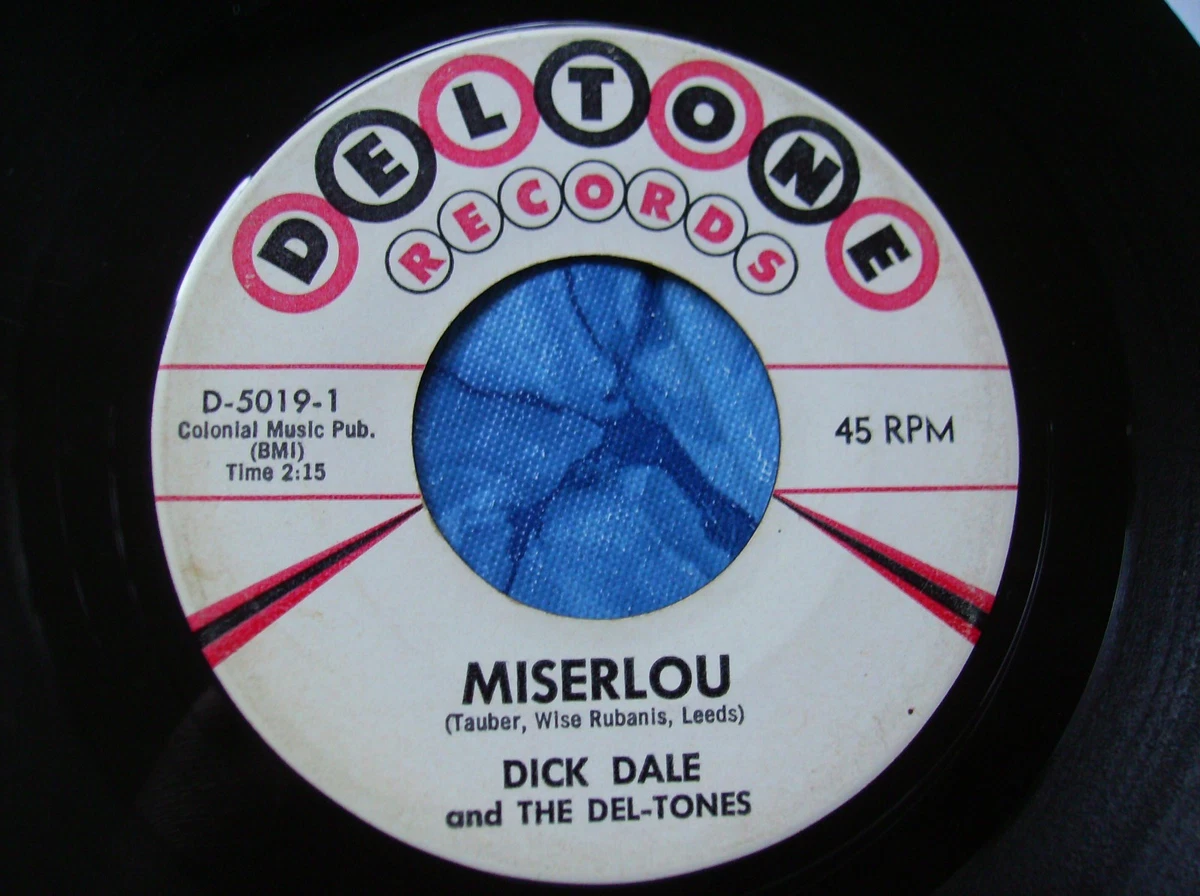 DELTONE
RECORDS
D-5019-1
Colonial Music Pub.
(BMI)
Time 2:15
45 RPM
MISERLOU
(Tauber, Wise Rubanis, Leeds)
DICK DALE
and THE DEL-TONES